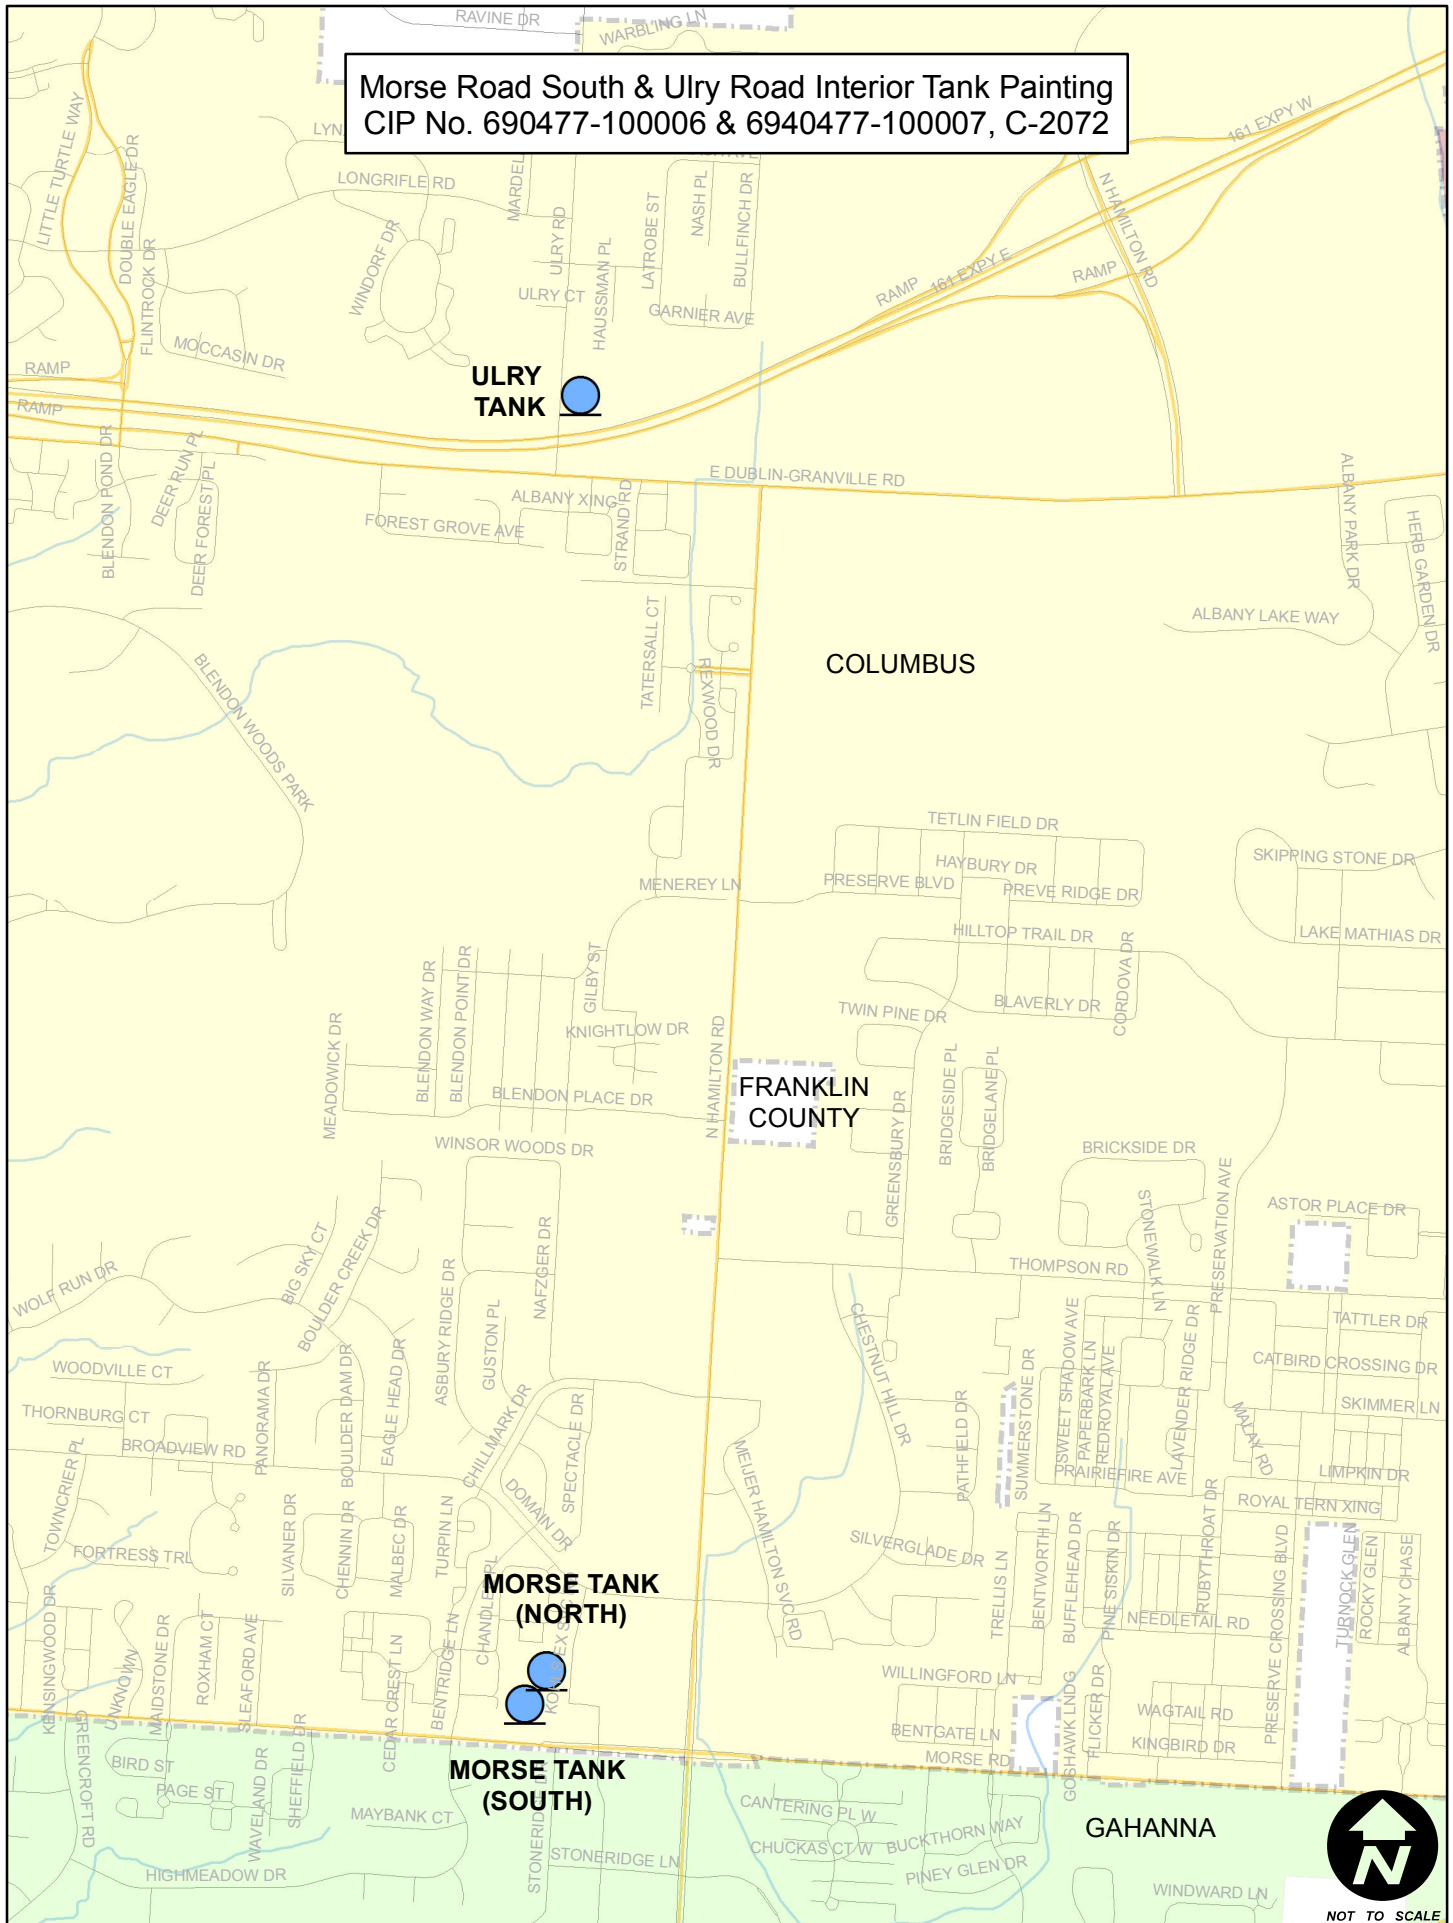 RAVINE DR
WARBLING LN
Morse Road South & Ulry Road Interior Tank Painting
CIP No. 690477-100006 & 6940477-100007, C-2072
161 EXPY W
LITTLE TURTLE WAY
DOUBLE EAGLE DR
FLINTROCK DR
LONGRIFLE RD
WINDORF DR
ULRY RD
ULRY CT
HAUSSMAN PL
LATROBE ST
NASH PL
BULLFINCH DR
GARNIER AVE
N HAMILTON RD
RAMP
161 EXPY E
RAMP
MOCCASIN DR
RAMP
RAMP
ULRY
TANK
BLENDON POND DR
DEER RUN PL
DEER FOREST PL
E DUBLIN-GRANVILLE RD
ALBANY XING
FOREST GROVE AVE
STRAND RD
ALBANY PARK DR
HERB GARDEN DR
ALBANY LAKE WAY
TATERSALL CT
REXWOOD DR
COLUMBUS
BLENDON WOODS PARK
TETLIN FIELD DR
HAYBURY DR
PRESERVE BLVD
PREVE RIDGE DR
SKIPPING STONE DR
MENEREY LN
HILLTOP TRAIL DR
LAKE MATHIAS DR
CORDOVA DR
BLAVERLY DR
TWIN PINE DR
GILBY ST
BLENDON WAY DR
BLENDON POINT DR
KNIGHTLOW DR
MEADOWICK DR
BLENDON PLACE DR
N HAMILTON RD
FRANKLIN
COUNTY
GREENSBURY DR
BRIDGESIDE PL
BRIDGELANE PL
WINSOR WOODS DR
BRICKSIDE DR
STONEWALK LN
PRESERVATION AVE
ASTOR PLACE DR
THOMPSON RD
WOLF RUN DR
BIG SKY CT
BOULDER CREEK DR
ASBURY RIDGE DR
GUSTON PL
NAFZGER DR
CHESTNUT HILL DR
TATTLER DR
CATBIRD CROSSING DR
SKIMMER LN
WOODVILLE CT
THORNBURG CT
BROADVIEW RD
PANORAMA DR
BOULDER DAM DR
EAGLE HEAD DR
CHILLMARK DR
SPECTACLE DR
DOMAIN DR
MEIJER HAMILTON SVC RD
PATHFIELD DR
SUMMERSTONE DR
SWEET SHADOW AVE
PAPERBARK LN
REDROYAL AVE
LAVENDER RIDGE DR
MALAY RD
PRAIRIEFIRE AVE
LIMPKIN DR
ROYAL TERN XING
TOWNCRIER PL
FORTRESS TRL
SILVANER DR
CHENNIN DR
MALBEC DR
TURPIN LN
SILVERGLADE DR
TRELLIS LN
BENTWORTH LN
BUFFLEHEAD DR
PINE SISKIN DR
RUBYTHROAT DR
NEEDLETAIL RD
PRESERVE CROSSING BLVD
TURNOCK GLEN
ROCKY GLEN
ALBANY CHASE
MORSE TANK
(NORTH)
KENSINGWOOD DR
UNKNOWN
MAIDSTONE DR
ROXHAM CT
SLEAFORD AVE
CEDAR CREST LN
BENTRIDGE LN
WILLINGFORD LN
BENTGATE LN
MORSE RD
GOSHAWK LNDG
FLICKER DR
WAGTAIL RD
KINGBIRD DR
GREENCROFT RD
BIRD ST
PAGE ST
WAVELAND DR
SHEFFIELD DR
MORSE TANK
(SOUTH)
MAYBANK CT
CANTERING PL W
CHUCKAS CT W
BUCKTHORN WAY
PINEY GLEN DR
GAHANNA
HIGHMEADOW DR
STONERIDGE LN
WINDWARD LN
N
NOT TO SCALE